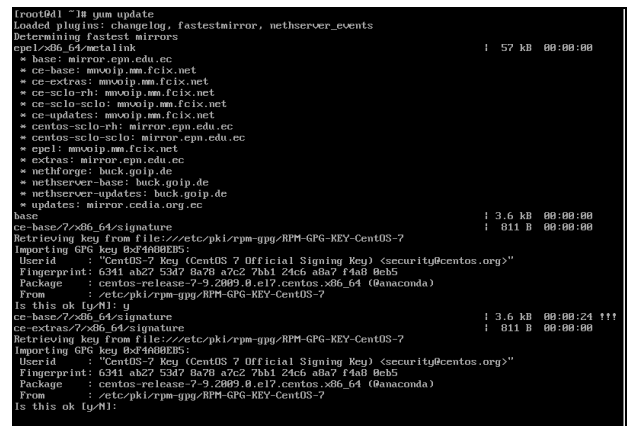 [root@dl ~]# yum update
Loaded plugins: changelog, fastestmirror, nethserver_events
Determining fastest mirrors
epel/x86_64/metalink | 57 kB 00:00:00
* base: mirror.epn.edu.ec
* ce-base: mnvoip.mm.fcix.net
* ce-extras: mnvoip.mm.fcix.net
* ce-sclo-rh: mnvoip.mm.fcix.net
* ce-sclo-sclo: mnvoip.mm.fcix.net
* ce-updates: mnvoip.mm.fcix.net
* centos-sclo-rh: mirror.epn.edu.ec
* centos-sclo-sclo: mirror.epn.edu.ec
* epel: mnvoip.mm.fcix.net
* extras: mirror.epn.edu.ec
* nethforge: buck.goip.de
* nethserver-base: buck.goip.de
* nethserver-updates: buck.goip.de
* updates: mirror.cedia.org.ec
base | 3.6 kB 00:00:00
ce-base/7/x86_64/signature | 811 B 00:00:00
Retrieving key from file:///etc/pki/rpm-gpg/RPM-GPG-KEY-CentOS-7
Importing GPG key 0xF4A80EB5:
Userid : "CentOS-7 Key (CentOS 7 Official Signing Key) <security@centos.org>"
Fingerprint: 6341 ab27 53d7 8a78 a7c2 7bb1 24c6 a8a7 f4a8 0eb5
Package : centos-release-7-9.2009.0.el7.centos.x86_64 (@anaconda)
From : /etc/pki/rpm-gpg/RPM-GPG-KEY-CentOS-7
Is this ok [y/N]: y
ce-base/7/x86_64/signature | 3.6 kB 00:00:24 !!!
ce-extras/7/x86_64/signature | 811 B 00:00:00
Retrieving key from file:///etc/pki/rpm-gpg/RPM-GPG-KEY-CentOS-7
Importing GPG key 0xF4A80EB5:
Userid : "CentOS-7 Key (CentOS 7 Official Signing Key) <security@centos.org>"
Fingerprint: 6341 ab27 53d7 8a78 a7c2 7bb1 24c6 a8a7 f4a8 0eb5
Package : centos-release-7-9.2009.0.el7.centos.x86_64 (@anaconda)
From : /etc/pki/rpm-gpg/RPM-GPG-KEY-CentOS-7
Is this ok [y/N]: